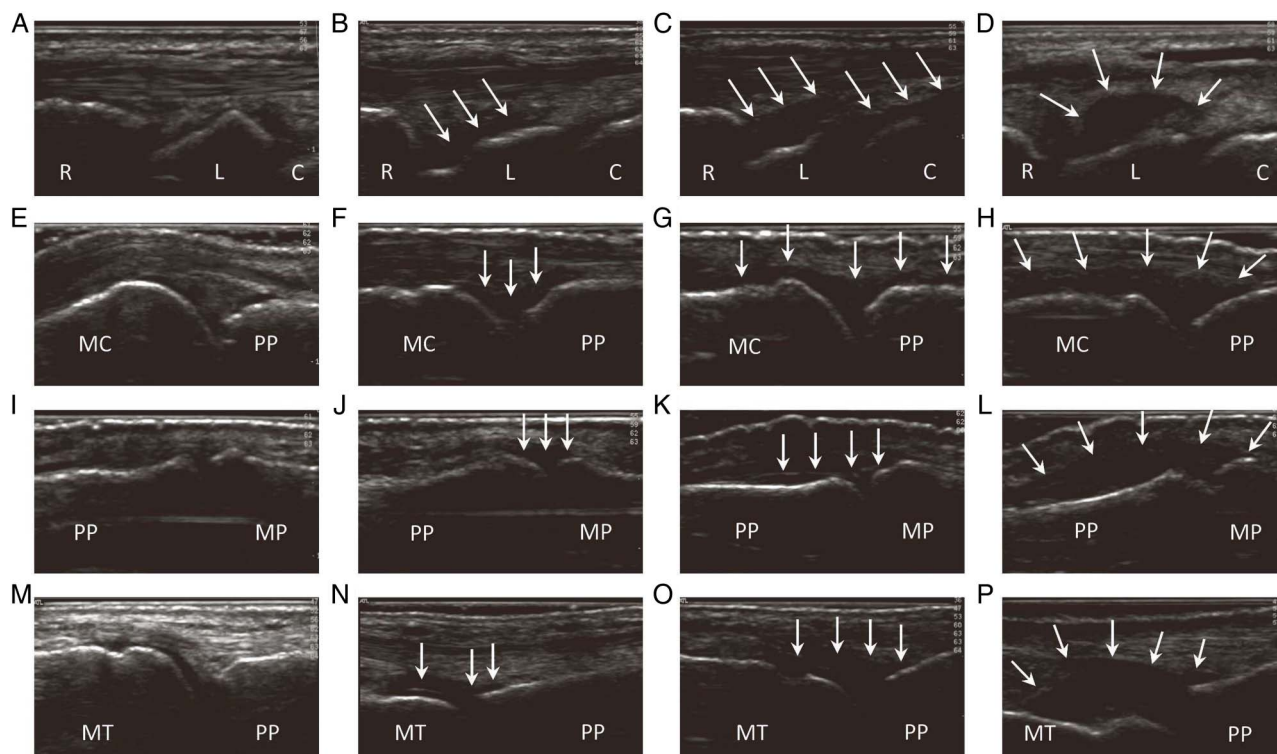 A B C D
R L C R L C R L C R L C
E F G H
MC PP MC PP MC PP MC PP
I J K L
PP MP PP MP PP MP PP MP
M N O P
MT PP MT PP MT PP MT PP